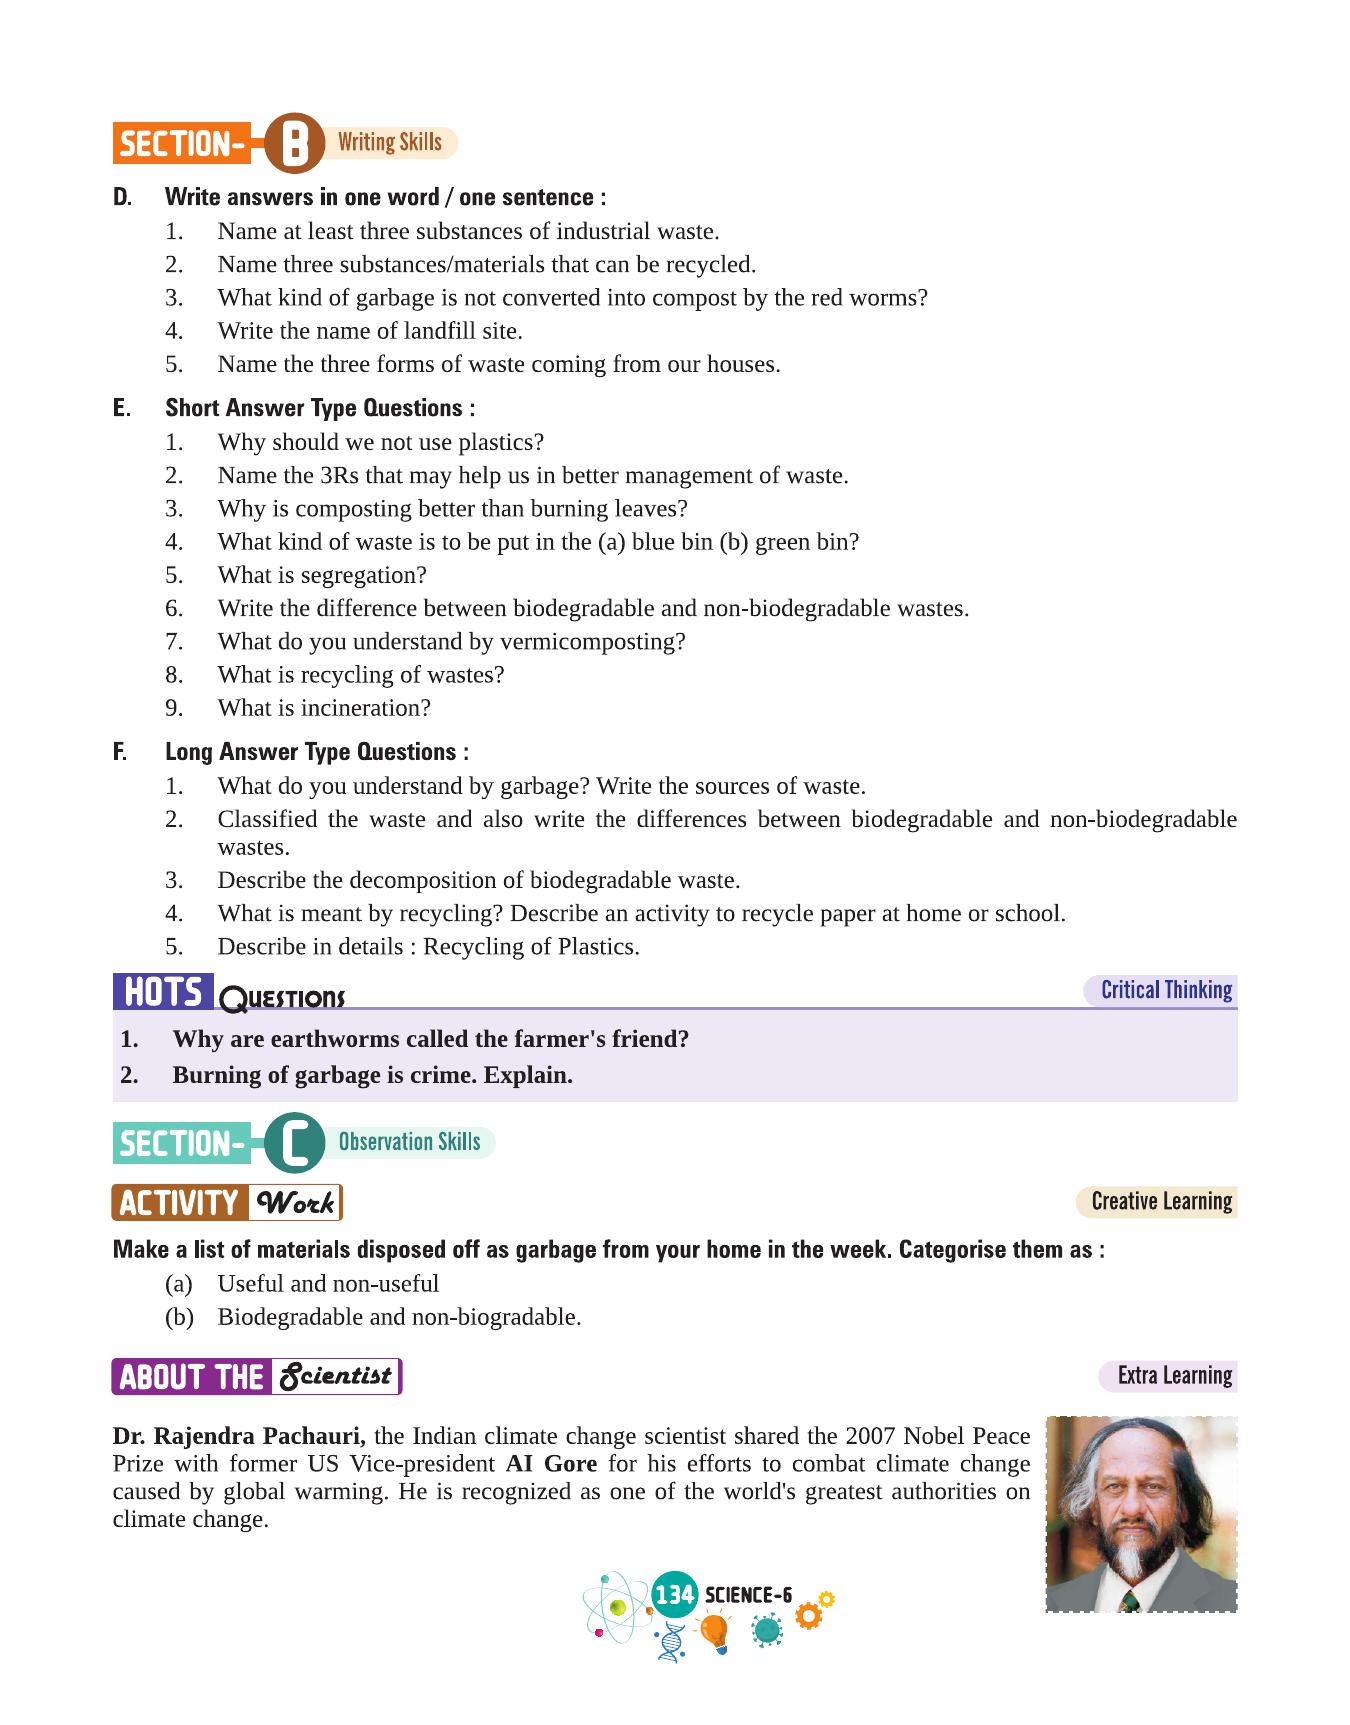 SECTION- B Writing Skills
D. Write answers in one word / one sentence :
1. Name at least three substances of industrial waste.
2. Name three substances/materials that can be recycled.
3. What kind of garbage is not converted into compost by the red worms?
4. Write the name of landfill site.
5. Name the three forms of waste coming from our houses.
E. Short Answer Type Questions :
1. Why should we not use plastics?
2. Name the 3Rs that may help us in better management of waste.
3. Why is composting better than burning leaves?
4. What kind of waste is to be put in the (a) blue bin (b) green bin?
5. What is segregation?
6. Write the difference between biodegradable and non-biodegradable wastes.
7. What do you understand by vermicomposting?
8. What is recycling of wastes?
9. What is incineration?
F. Long Answer Type Questions :
1. What do you understand by garbage? Write the sources of waste.
2. Classified the waste and also write the differences between biodegradable and non-biodegradable
wastes.
3. Describe the decomposition of biodegradable waste.
4. What is meant by recycling? Describe an activity to recycle paper at home or school.
5. Describe in details : Recycling of Plastics.
HOTS Questions Critical Thinking
1. Why are earthworms called the farmer's friend?
2. Burning of garbage is crime. Explain.
SECTION- C Observation Skills
ACTIVITY Work Creative Learning
Make a list of materials disposed off as garbage from your home in the week. Categorise them as :
(a) Useful and non-useful
(b) Biodegradable and non-biogradable.
ABOUT THE Scientist Extra Learning
Dr. Rajendra Pachauri, the Indian climate change scientist shared the 2007 Nobel Peace
Prize with former US Vice-president AI Gore for his efforts to combat climate change
caused by global warming. He is recognized as one of the world's greatest authorities on
climate change.
134 SCIENCE-6